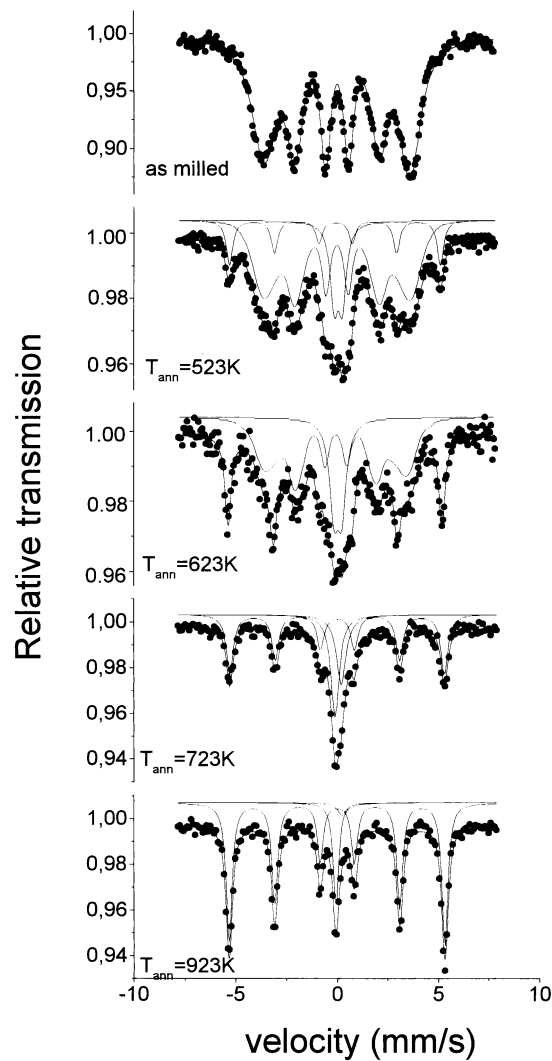 1,00
0,95
0,90
as milled
1.00
0.98
0.96
T_ann=523K
1.00
0.98
0.96
T_ann=623K
1,00
0,98
0,96
0,94
T_ann=723K
1,00
0,98
0,96
0,94
T_ann=923K
-10 -5 0 5 10
velocity (mm/s)
Relative transmission